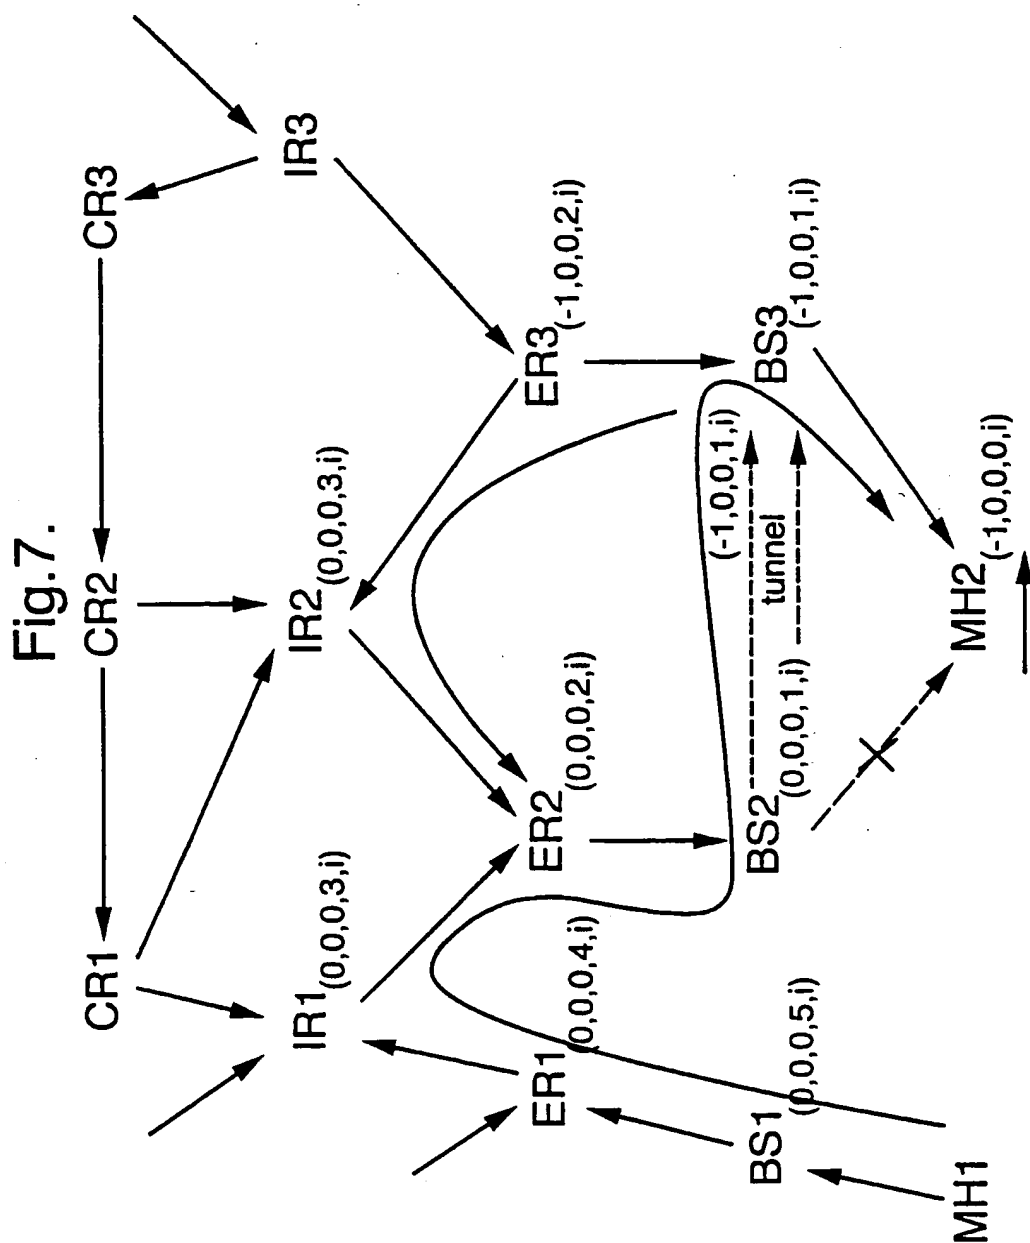 Fig.7.
CR1
CR2
CR3
IR1(0,0,0,3,i)
IR2(0,0,0,3,i)
IR3
ER1(0,0,0,4,i)
ER2(0,0,0,2,i)
ER3(-1,0,0,2,i)
(-1,0,0,1,i)
tunnel
BS1(0,0,0,5,i)
BS2(0,0,0,1,i)
BS3(-1,0,0,1,i)
MH1
MH2(-1,0,0,0,i)